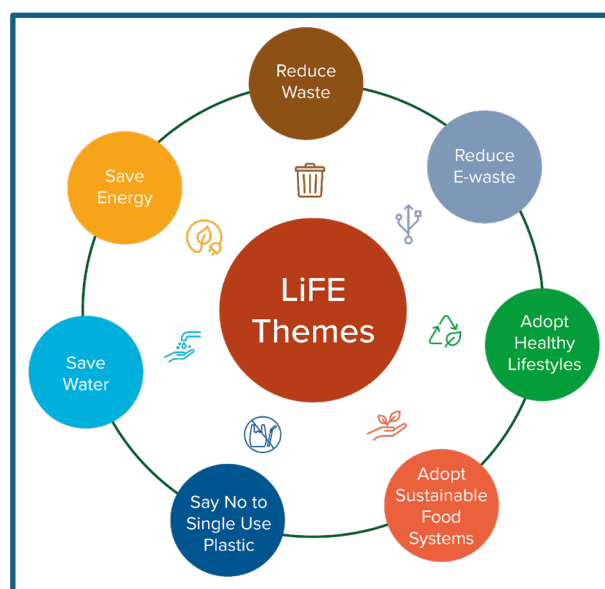 Reduce
Waste
Reduce
E-waste
Save
Energy
LiFE
Themes
Adopt
Healthy
Lifestyles
Save
Water
Adopt
Sustainable
Food
Systems
Say No to
Single Use
Plastic